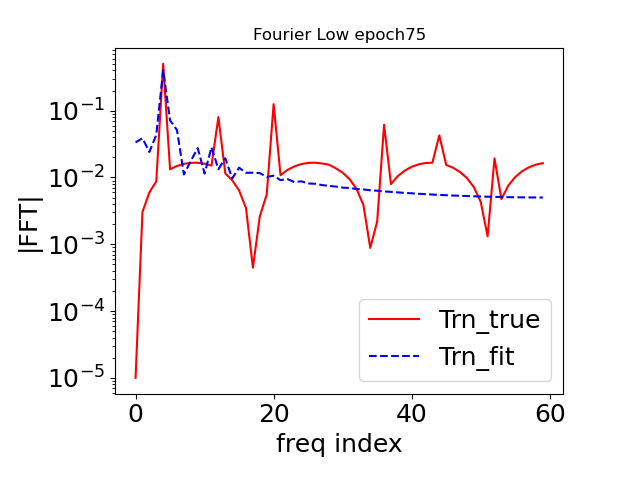 Fourier Low epoch75
|FFT|
10⁻¹
10⁻²
10⁻³
10⁻⁴
10⁻⁵
Trn_true
Trn_fit
0 20 40 60
freq index